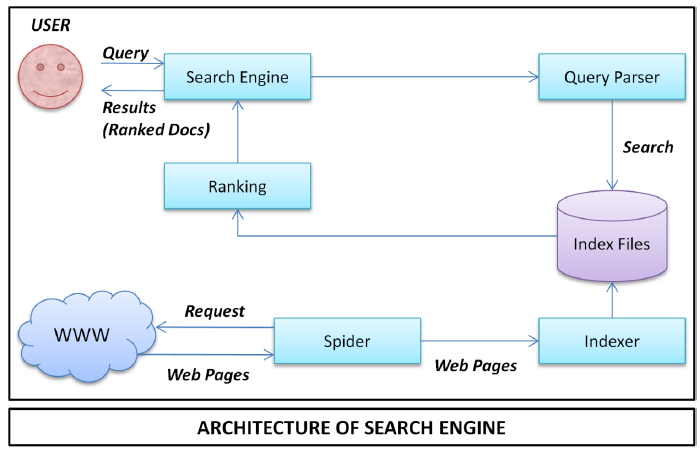 USER
Query
Search Engine
Query Parser
Results
(Ranked Docs)
Search
Ranking
Index Files
Request
WWW
Spider
Indexer
Web Pages
Web Pages
ARCHITECTURE OF SEARCH ENGINE